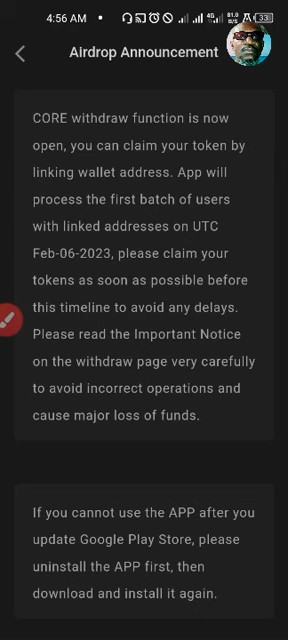 4:56 AM
4G
81.0
B/S
33
Airdrop Announcement
CORE withdraw function is now
open, you can claim your token by
linking wallet address. App will
process the first batch of users
with linked addresses on UTC
Feb-06-2023, please claim your
tokens as soon as possible before
this timeline to avoid any delays.
Please read the Important Notice
on the withdraw page very carefully
to avoid incorrect operations and
cause major loss of funds.
If you cannot use the APP after you
update Google Play Store, please
uninstall the APP first, then
download and install it again.